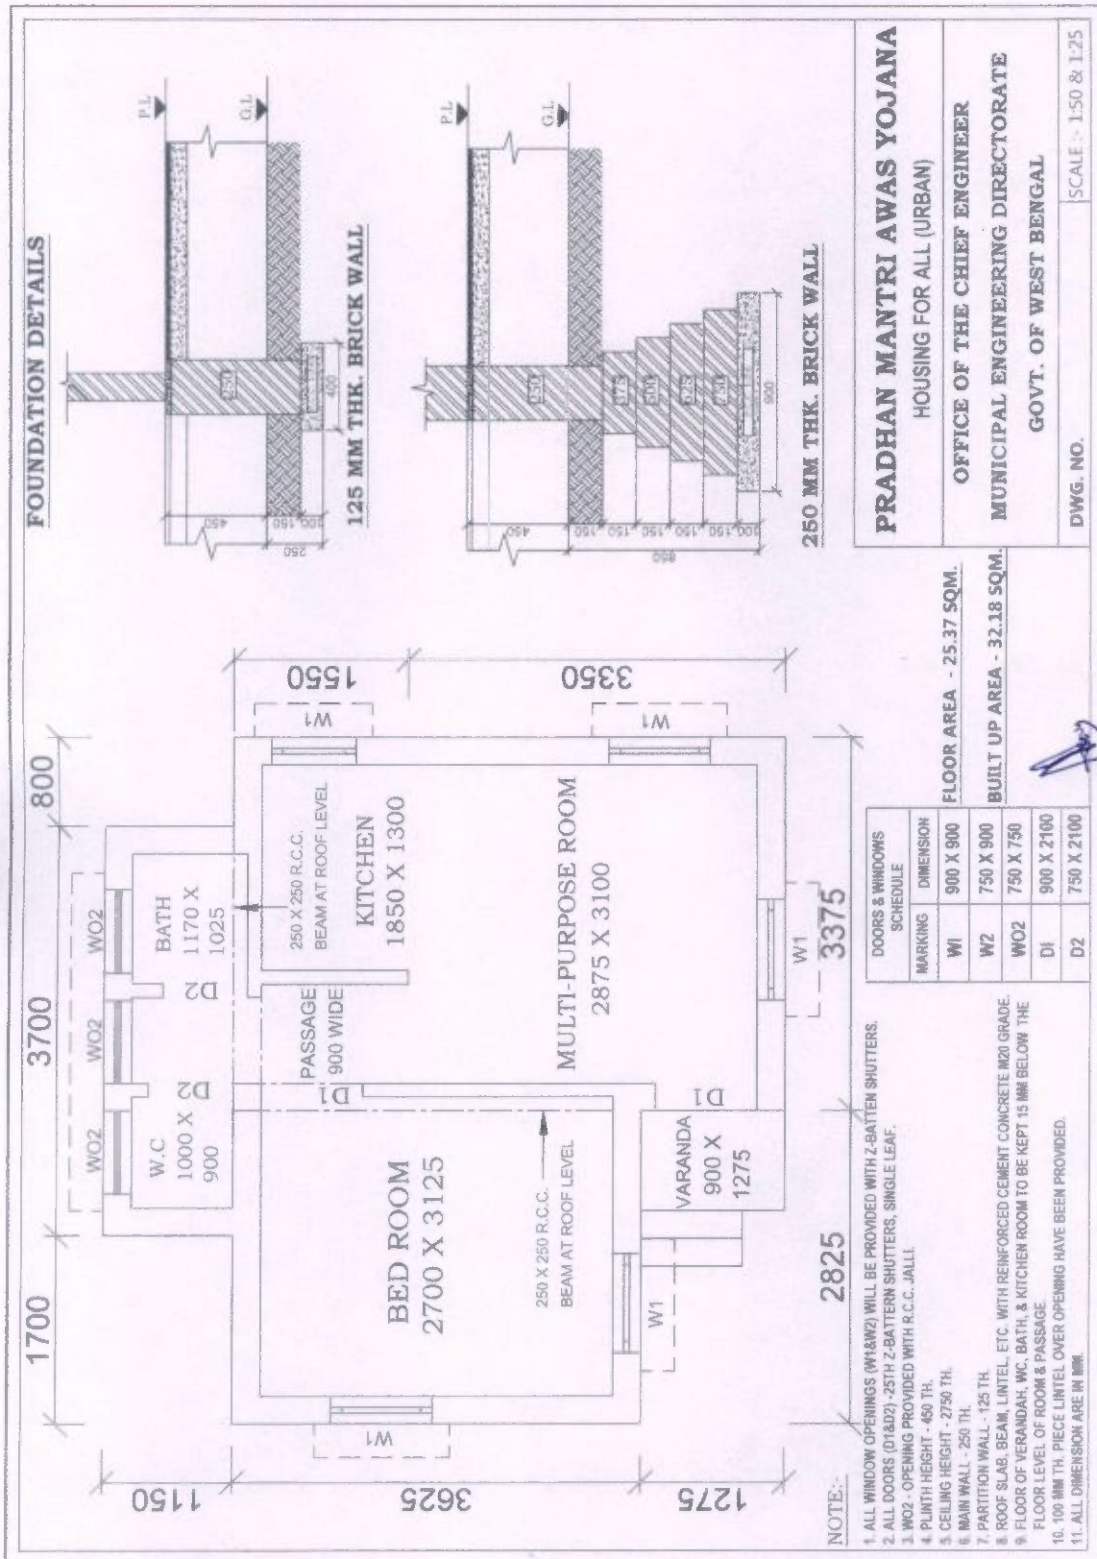 FOUNDATION DETAILS
P.L
G.L
250
400
450
150
100
250
125 MM THK. BRICK WALL
P.L
G.L
250
375
500
625
750
900
450
150
150
150
150
150
100
850
250 MM THK. BRICK WALL
1700
3700
800
1150
3625
1275
1550
3350
2825
3375
WO2
WO2
WO2
W.C
1000 X
900
D2
D2
BATH
1170 X
1025
250 X 250 R.C.C.
BEAM AT ROOF LEVEL
PASSAGE
900 WIDE
KITCHEN
1850 X 1300
W1
W1
W1
W1
W1
BED ROOM
2700 X 3125
D1
MULTI-PURPOSE ROOM
2875 X 3100
250 X 250 R.C.C.
BEAM AT ROOF LEVEL
VARANDA
900 X
1275
D1
NOTE:-
1. ALL WINDOW OPENINGS (W1&W2) WILL BE PROVIDED WITH Z-BATTEN SHUTTERS.
2. ALL DOORS (D1&D2) -25TH Z-BATTERN SHUTTERS, SINGLE LEAF.
3. WO2 - OPENING PROVIDED WITH R.C.C. JALLI.
4. PLINTH HEIGHT - 450 TH.
5. CEILING HEIGHT - 2750 TH.
6. MAIN WALL - 250 TH.
7. PARTITION WALL - 125 TH.
8. ROOF SLAB, BEAM, LINTEL, ETC. WITH REINFORCED CEMENT CONCRETE M20 GRADE.
9. FLOOR OF VERANDAH, WC, BATH, & KITCHEN ROOM TO BE KEPT 15 MM BELOW THE
FLOOR LEVEL OF ROOM & PASSAGE.
10. 100 MM TH. PIECE LINTEL OVER OPENING HAVE BEEN PROVIDED.
11. ALL DIMENSION ARE IN MM.
DOORS & WINDOWS
SCHEDULE
MARKING DIMENSION
WI 900 X 900
W2 750 X 900
WO2 750 X 750
DI 900 X 2100
D2 750 X 2100
FLOOR AREA - 25.37 SQM.
BUILT UP AREA - 32.18 SQM.
PRADHAN MANTRI AWAS YOJANA
HOUSING FOR ALL (URBAN)
OFFICE OF THE CHIEF ENGINEER
MUNICIPAL ENGINEERING DIRECTORATE
GOVT. OF WEST BENGAL
DWG. NO.
SCALE :- 1:50 & 1:25